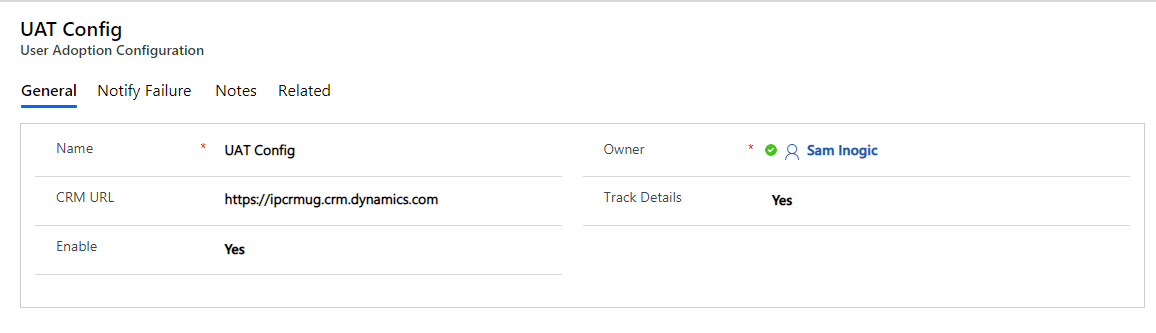 UAT Config
User Adoption Configuration
General Notify Failure Notes Related
Name * UAT Config Owner * Sam Inogic
CRM URL https://ipcrmug.crm.dynamics.com Track Details Yes
Enable Yes